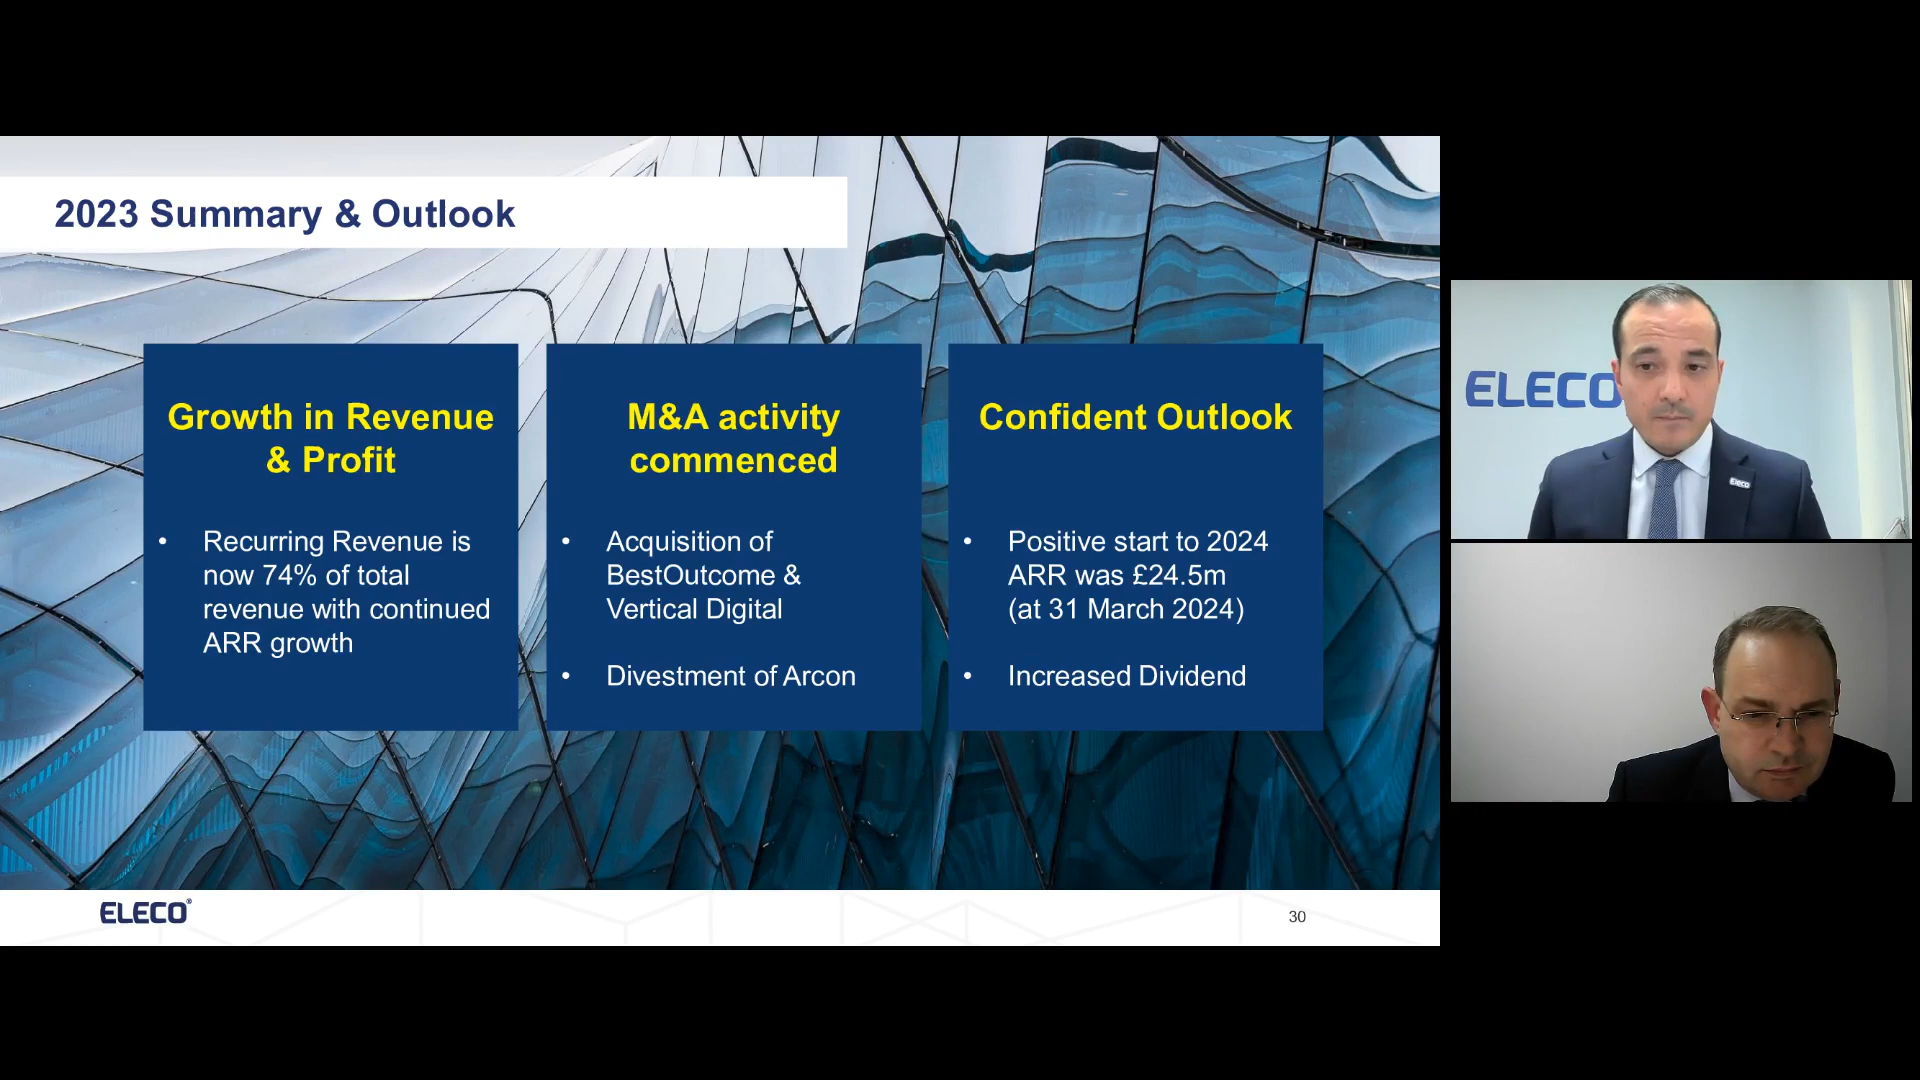 2023 Summary & Outlook
Growth in Revenue
& Profit
• Recurring Revenue is
now 74% of total
revenue with continued
ARR growth
M&A activity
commenced
• Acquisition of
BestOutcome &
Vertical Digital
• Divestment of Arcon
Confident Outlook
• Positive start to 2024
ARR was £24.5m
(at 31 March 2024)
• Increased Dividend
ELECO®
30
ELECO
Eleco